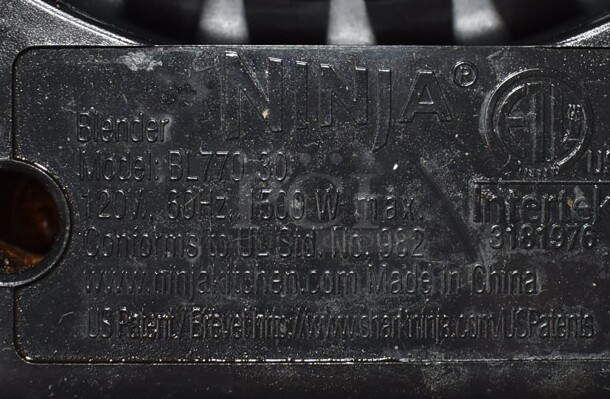 NINJA®
Blender
Model: BL770 30
120V., 60Hz, 1500 W max.
Intertek
3181976
Conforms to UL Std. No. 982
www.ninjakitchen.com Made in China
US Patent/Brevet:http://www.sharkninja.com/USPatents